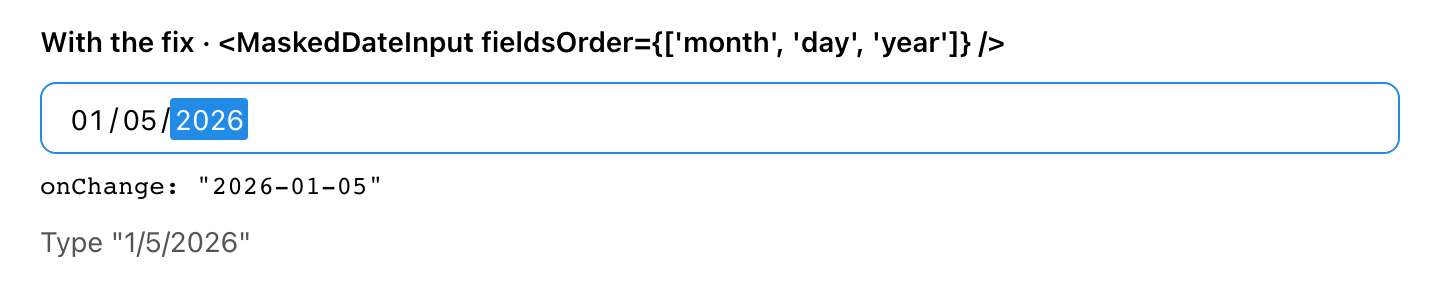 With the fix · <MaskedDateInput fieldsOrder={['month', 'day', 'year']} />
01/05/2026
onChange: "2026-01-05"
Type "1/5/2026"